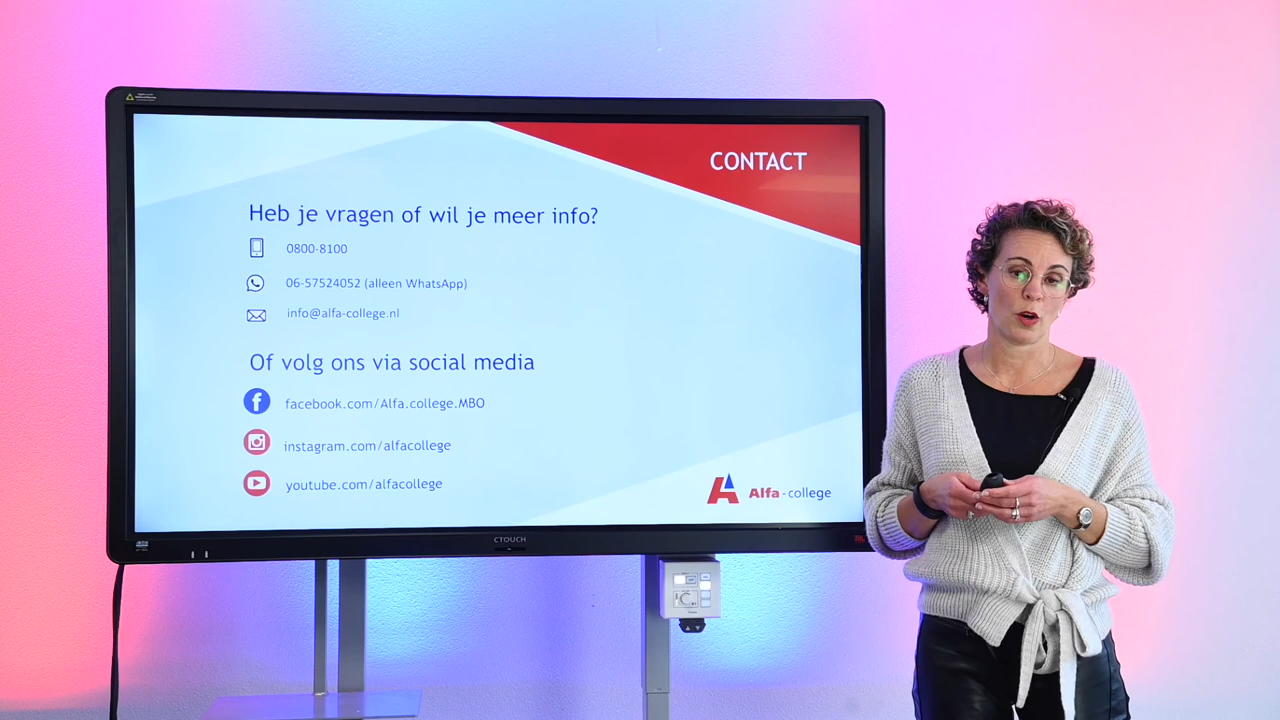 CONTACT
Heb je vragen of wil je meer info?
0800-8100
06-57524052 (alleen WhatsApp)
info@alfa-college.nl
Of volg ons via social media
facebook.com/Alfa.college.MBO
instagram.com/alfacollege
youtube.com/alfacollege
Alfa-college
CTOUCH